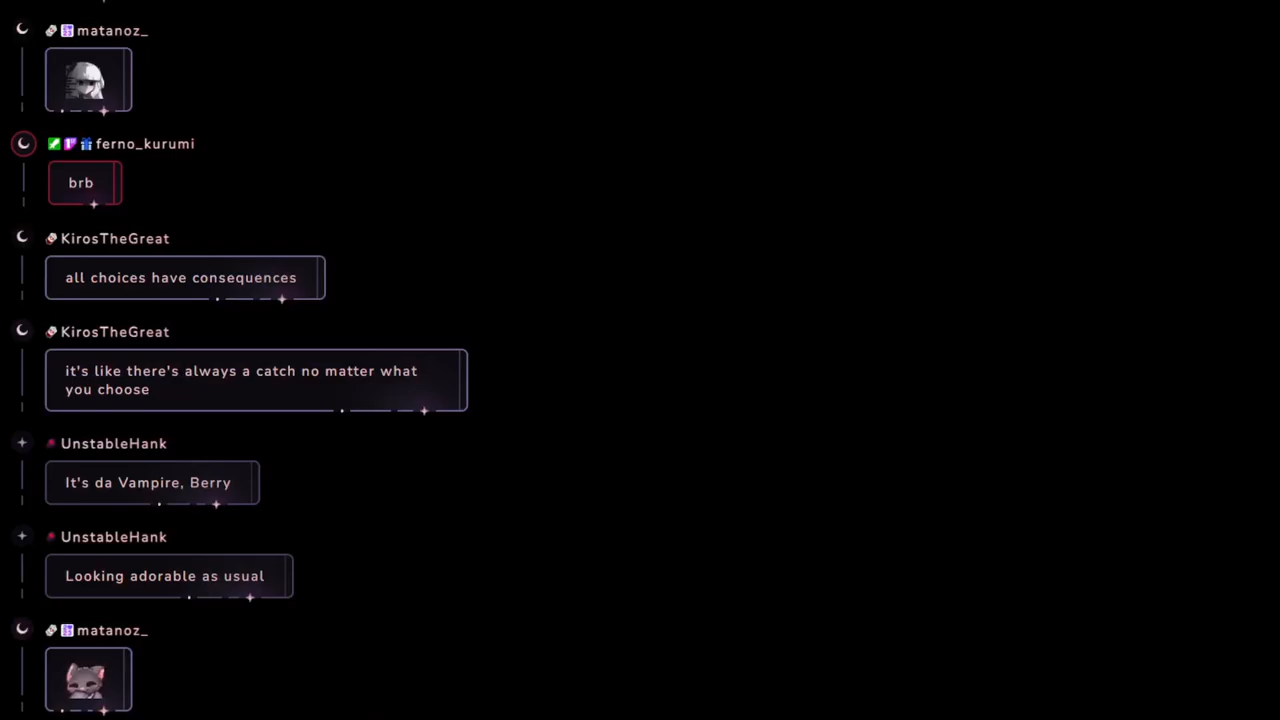 matanoz_
ferno_kurumi
brb
KirosTheGreat
all choices have consequences
KirosTheGreat
it's like there's always a catch no matter what
you choose
UnstableHank
It's da Vampire, Berry
UnstableHank
Looking adorable as usual
matanoz_